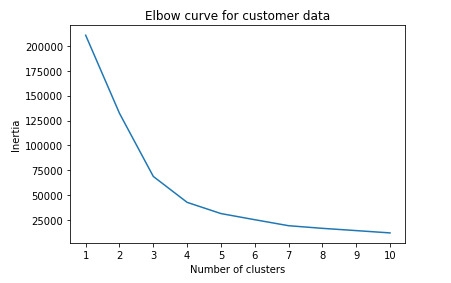 Elbow curve for customer data
200000
175000
150000
125000
100000
75000
50000
25000
Inertia
1 2 3 4 5 6 7 8 9 10
Number of clusters